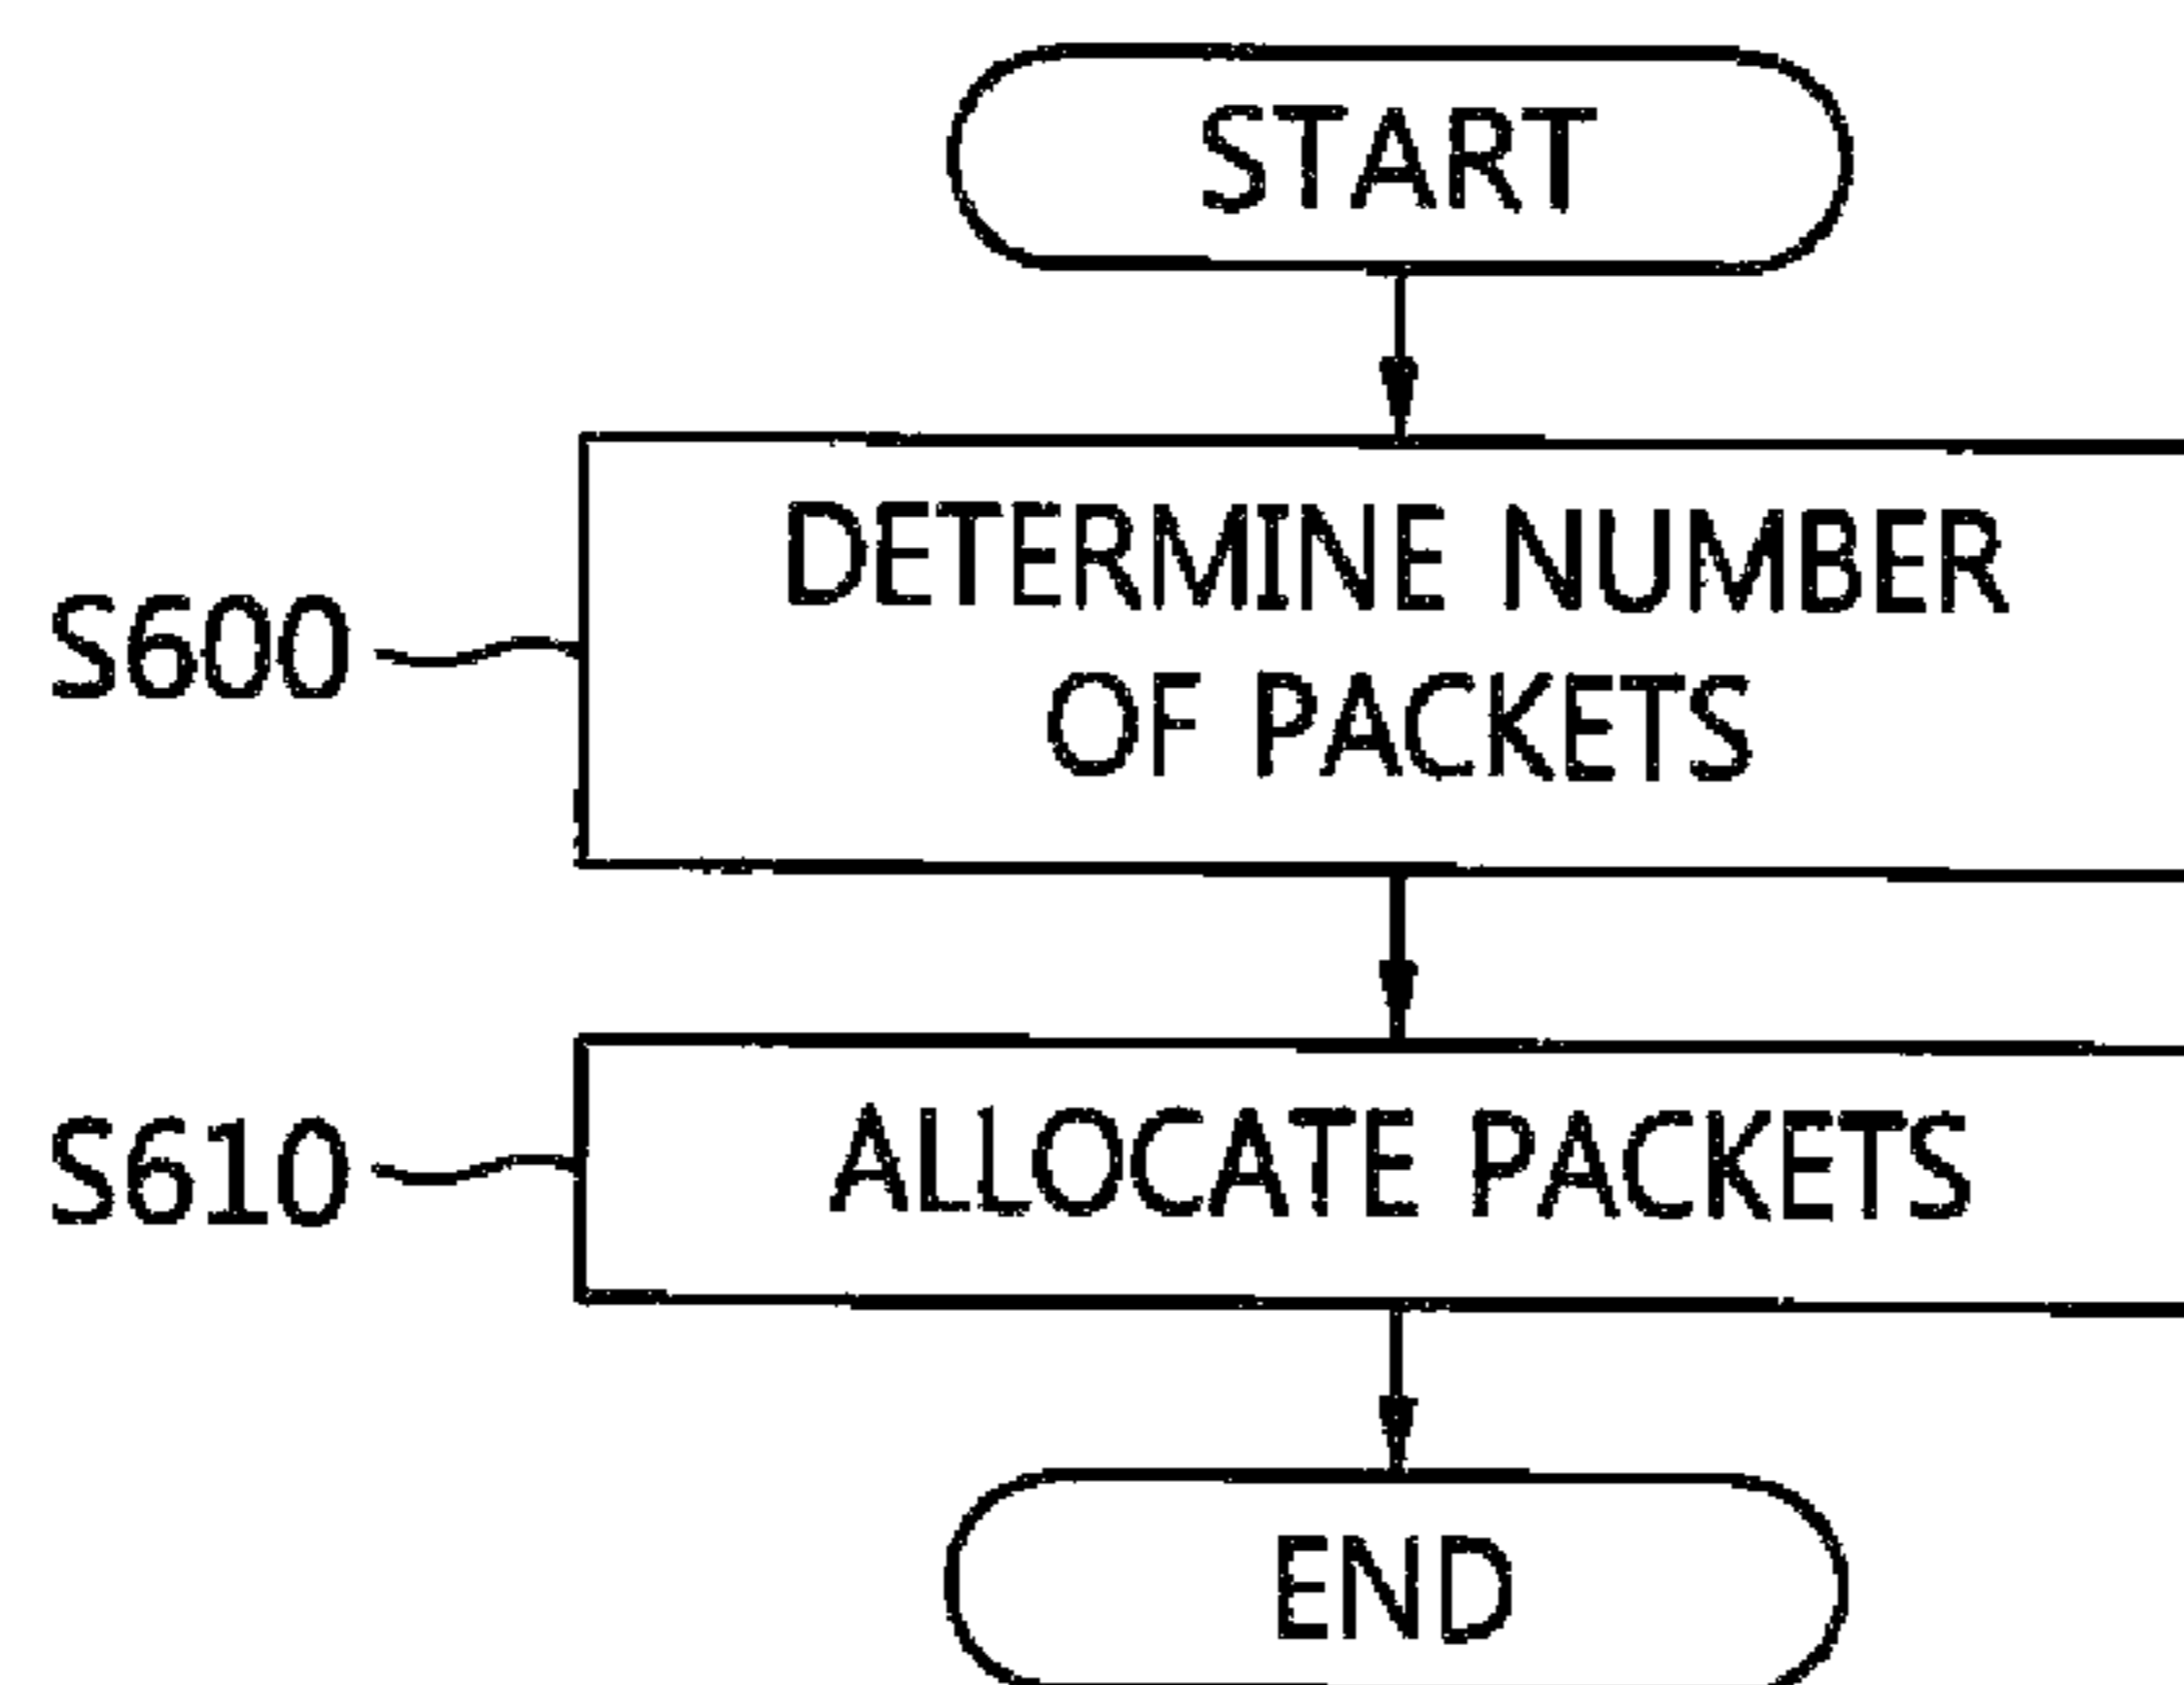 START
DETERMINE NUMBER
OF PACKETS
S600
ALLOCATE PACKETS
S610
END